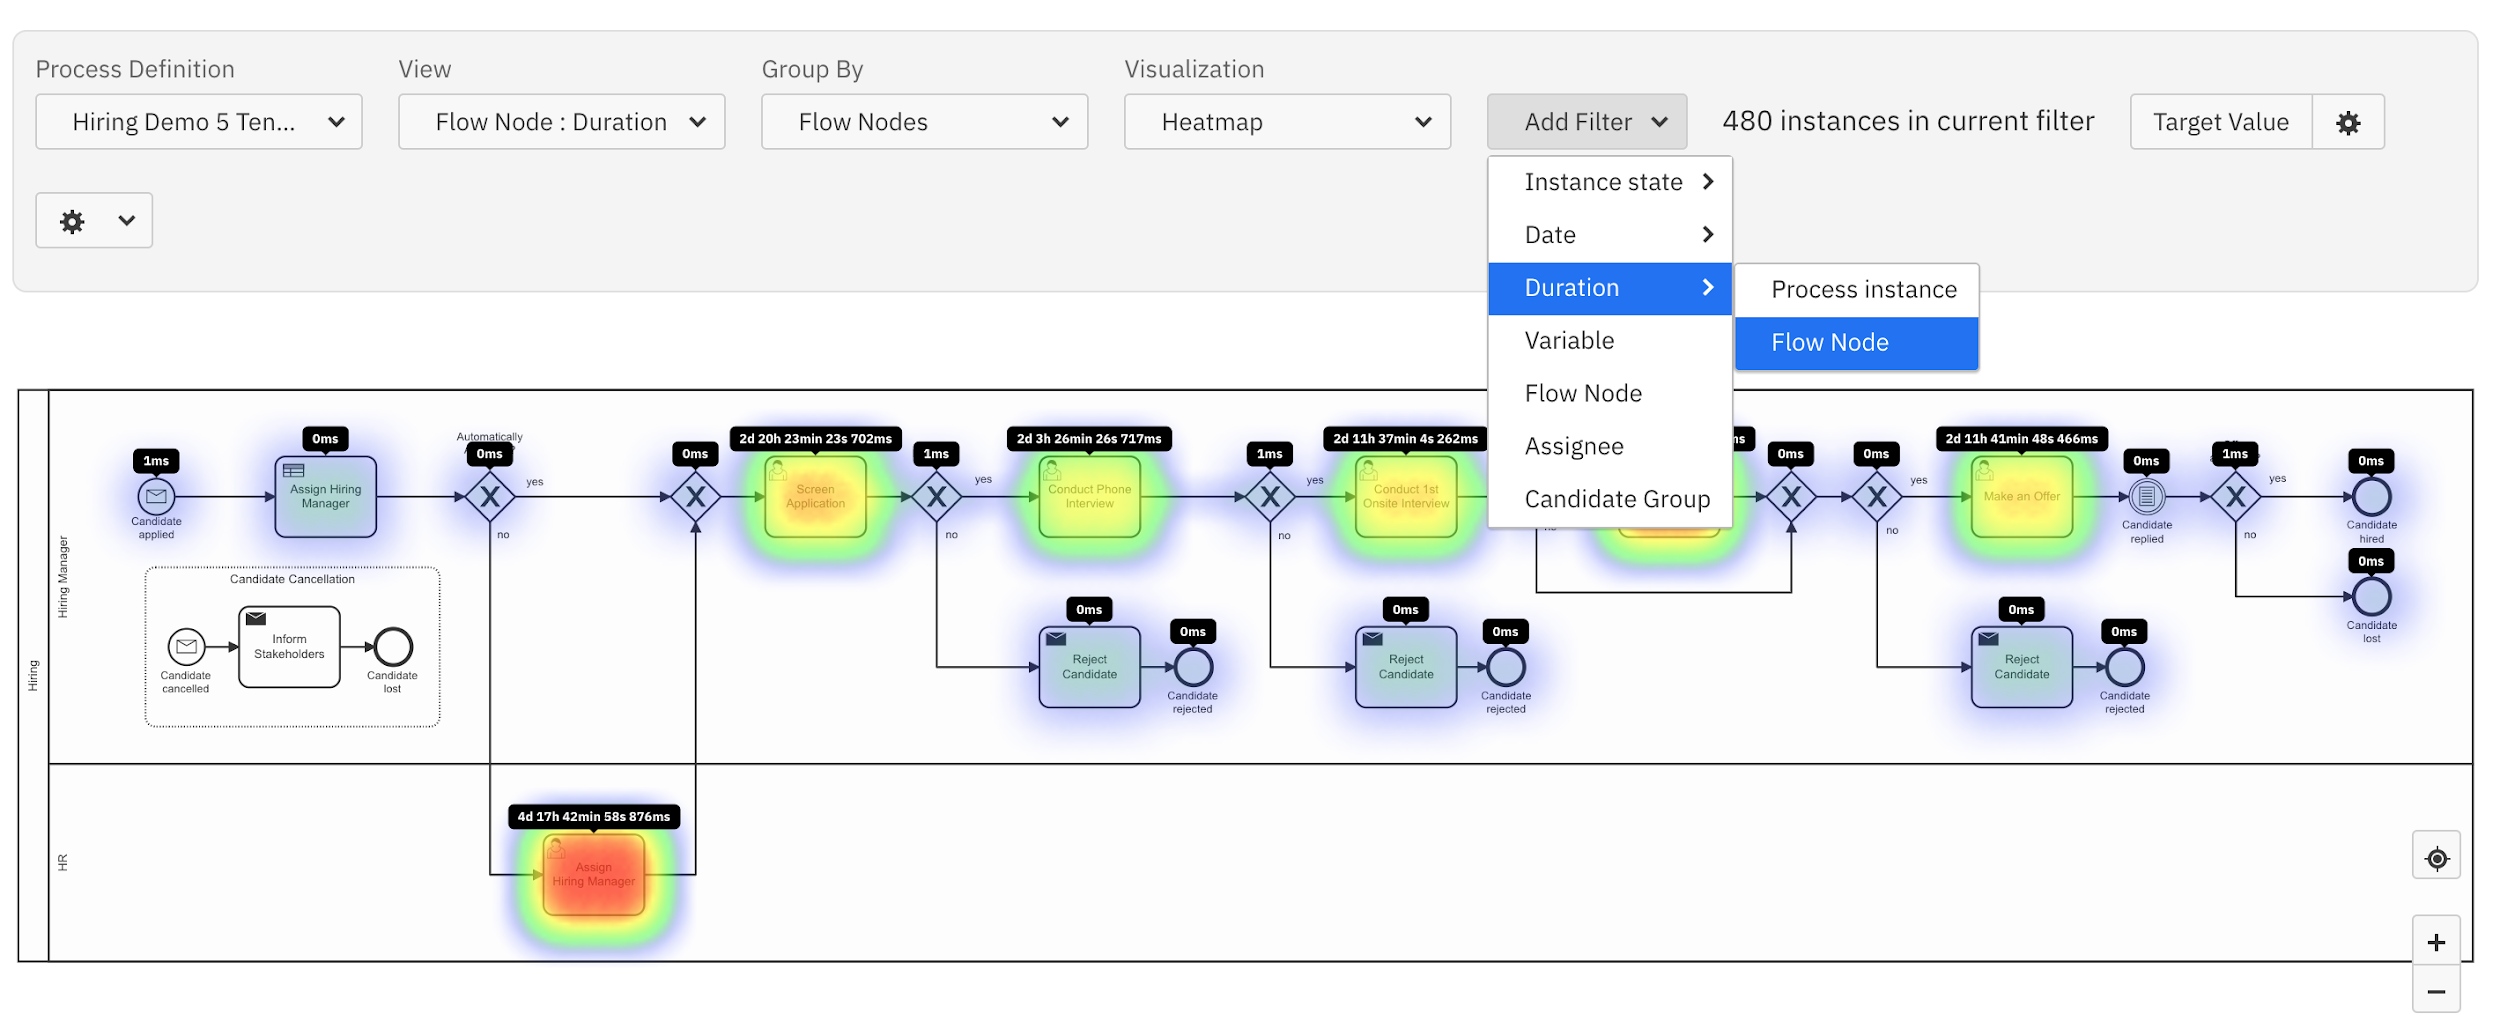 Process Definition
View
Group By
Visualization
Hiring Demo 5 Ten...
Flow Node : Duration
Flow Nodes
Heatmap
Add Filter
480 instances in current filter
Target Value
Instance state
Date
Duration
Process instance
Flow Node
Variable
Flow Node
Assignee
Candidate Group
Hiring
Hiring Manager
HR
1ms
Candidate
applied
0ms
Assign Hiring
Manager
Automatically
0ms
yes
no
0ms
2d 20h 23min 23s 702ms
Screen
Application
1ms
yes
no
2d 3h 26min 26s 717ms
Conduct Phone
Interview
1ms
yes
no
2d 11h 37min 4s 262ms
Conduct 1st
Onsite Interview
0ms
0ms
yes
no
2d 11h 41min 48s 466ms
Make an Offer
0ms
Candidate
replied
1ms
yes
no
0ms
Candidate
hired
0ms
Candidate
lost
Candidate Cancellation
Candidate
cancelled
Inform
Stakeholders
Candidate
lost
0ms
Reject
Candidate
0ms
Candidate
rejected
0ms
Reject
Candidate
0ms
Candidate
rejected
0ms
Reject
Candidate
0ms
Candidate
rejected
4d 17h 42min 58s 876ms
Assign
Hiring Manager